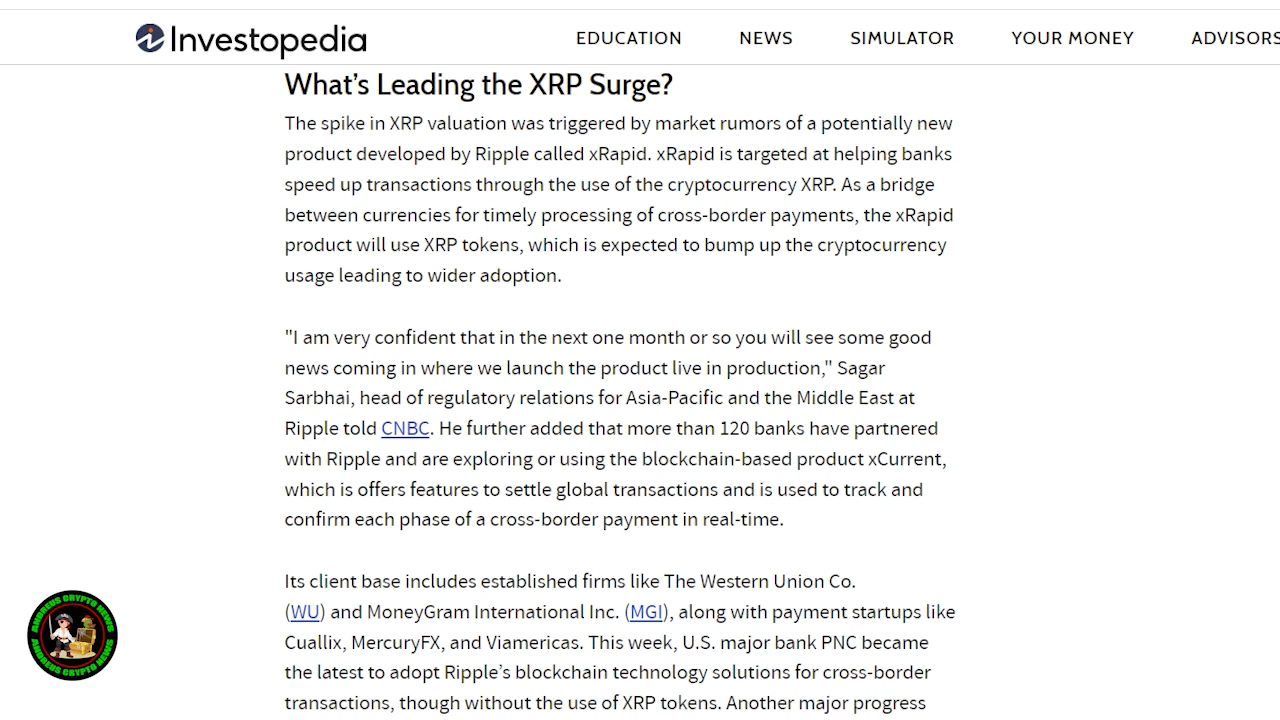 Investopedia
EDUCATION NEWS SIMULATOR YOUR MONEY ADVISORS
What's Leading the XRP Surge?
The spike in XRP valuation was triggered by market rumors of a potentially new
product developed by Ripple called xRapid. xRapid is targeted at helping banks
speed up transactions through the use of the cryptocurrency XRP. As a bridge
between currencies for timely processing of cross-border payments, the xRapid
product will use XRP tokens, which is expected to bump up the cryptocurrency
usage leading to wider adoption.
"I am very confident that in the next one month or so you will see some good
news coming in where we launch the product live in production," Sagar
Sarbhai, head of regulatory relations for Asia-Pacific and the Middle East at
Ripple told CNBC. He further added that more than 120 banks have partnered
with Ripple and are exploring or using the blockchain-based product xCurrent,
which is offers features to settle global transactions and is used to track and
confirm each phase of a cross-border payment in real-time.
Its client base includes established firms like The Western Union Co.
(WU) and MoneyGram International Inc. (MGI), along with payment startups like
Cuallix, MercuryFX, and Viamericas. This week, U.S. major bank PNC became
the latest to adopt Ripple's blockchain technology solutions for cross-border
transactions, though without the use of XRP tokens. Another major progress
ANDREUS CRYPTO NEWS
ANDREUS CRYPTO NEWS